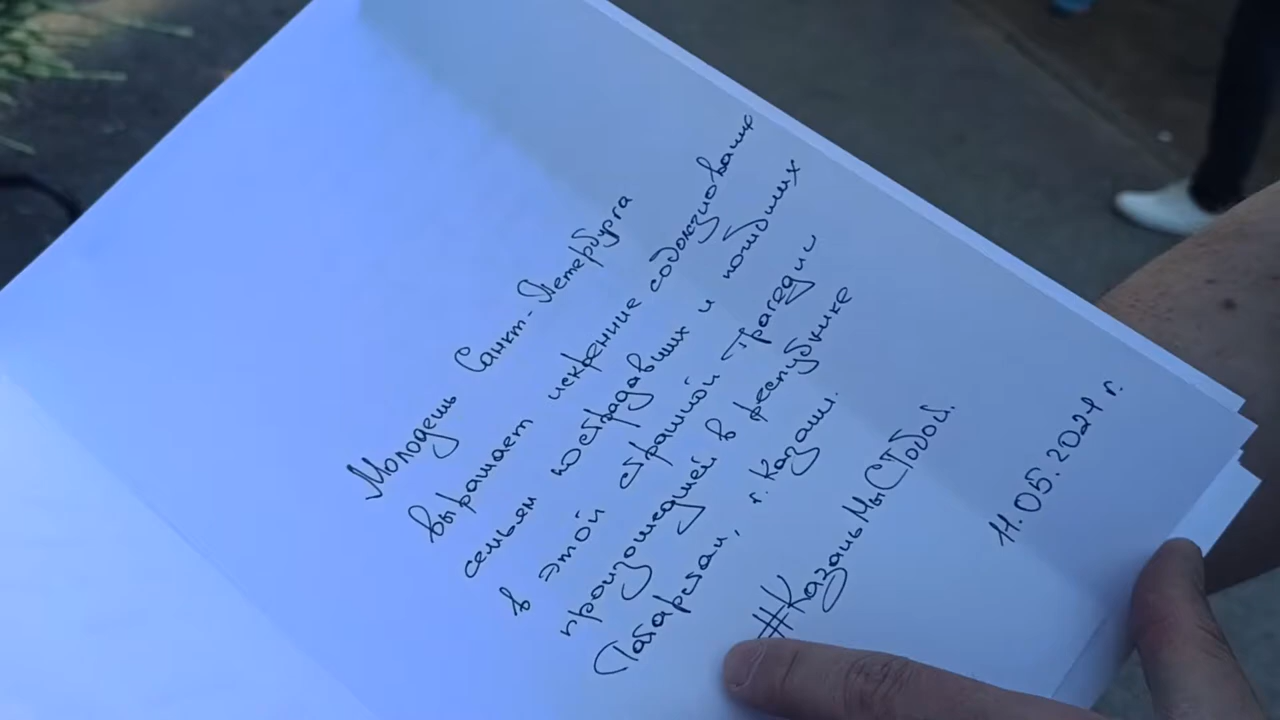 Молодежь Санкт-Петербурга
выражает искренние соболезнования
семьям пострадавших и погибших
в этой страшной трагедии
произошедшей в республике
Татарстан, г. Казань.
#КазаньМыСТобой.
11.05.2021 г.